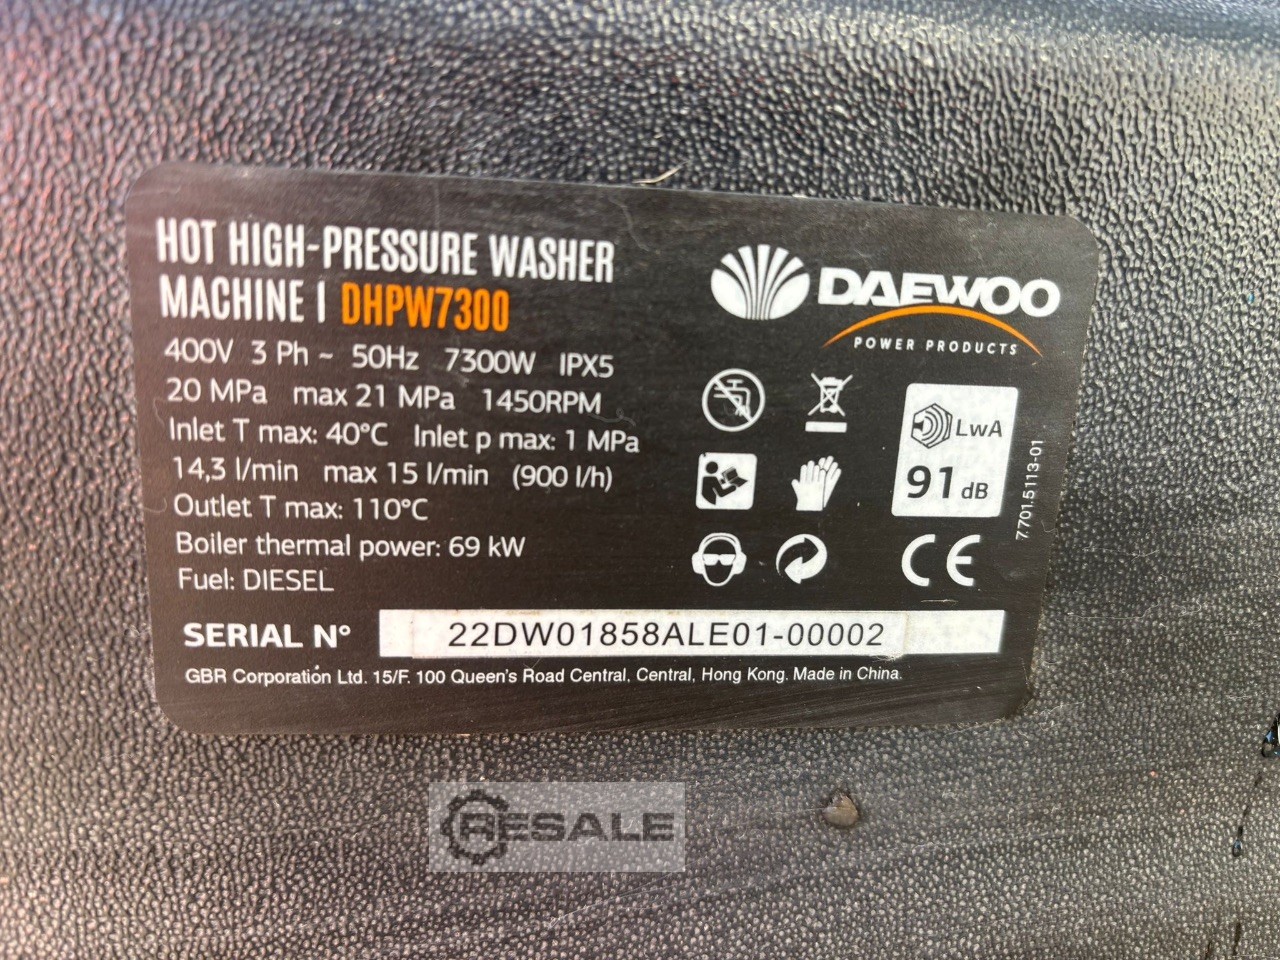 HOT HIGH-PRESSURE WASHER
MACHINE | DHPW7300
400V 3 Ph ~ 50Hz 7300W IPX5
20 MPa max 21 MPa 1450RPM
Inlet T max: 40°C Inlet p max: 1 MPa
14,3 l/min max 15 l/min (900 l/h)
Outlet T max: 110°C
Boiler thermal power: 69 kW
Fuel: DIESEL
DAEWOO
POWER PRODUCTS
LwA
91 dB
7.701.5113-01
CE
SERIAL N° 22DW01858ALE01-00002
GBR Corporation Ltd. 15/F. 100 Queen's Road Central, Central, Hong Kong. Made in China.
RESALE